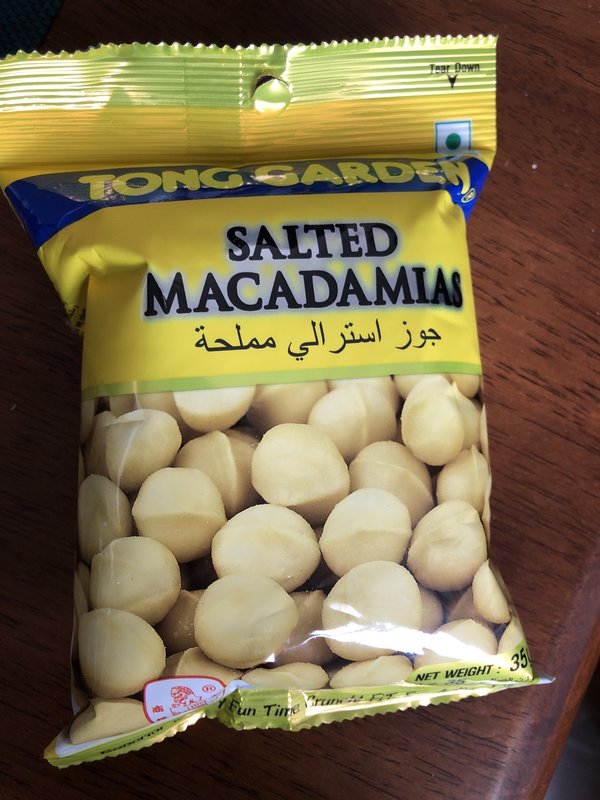 Tear Down
TONG GARDEN
SALTED
MACADAMIAS
جوز استرالي مملحة
NET WEIGHT : 35
Fun Time Crunch